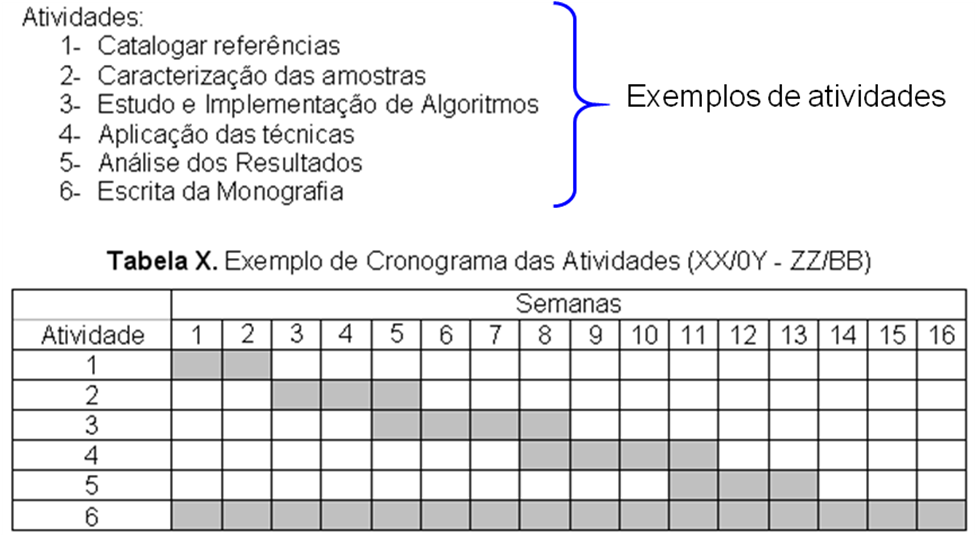 Atividades:
1- Catalogar referências
2- Caracterização das amostras
3- Estudo e Implementação de Algoritmos
4- Aplicação das técnicas
5- Análise dos Resultados
6- Escrita da Monografia
Exemplos de atividades
Tabela X. Exemplo de Cronograma das Atividades (XX/0Y - ZZ/BB)
Semanas
Atividade 1 2 3 4 5 6 7 8 9 10 11 12 13 14 15 16
1
2
3
4
5
6